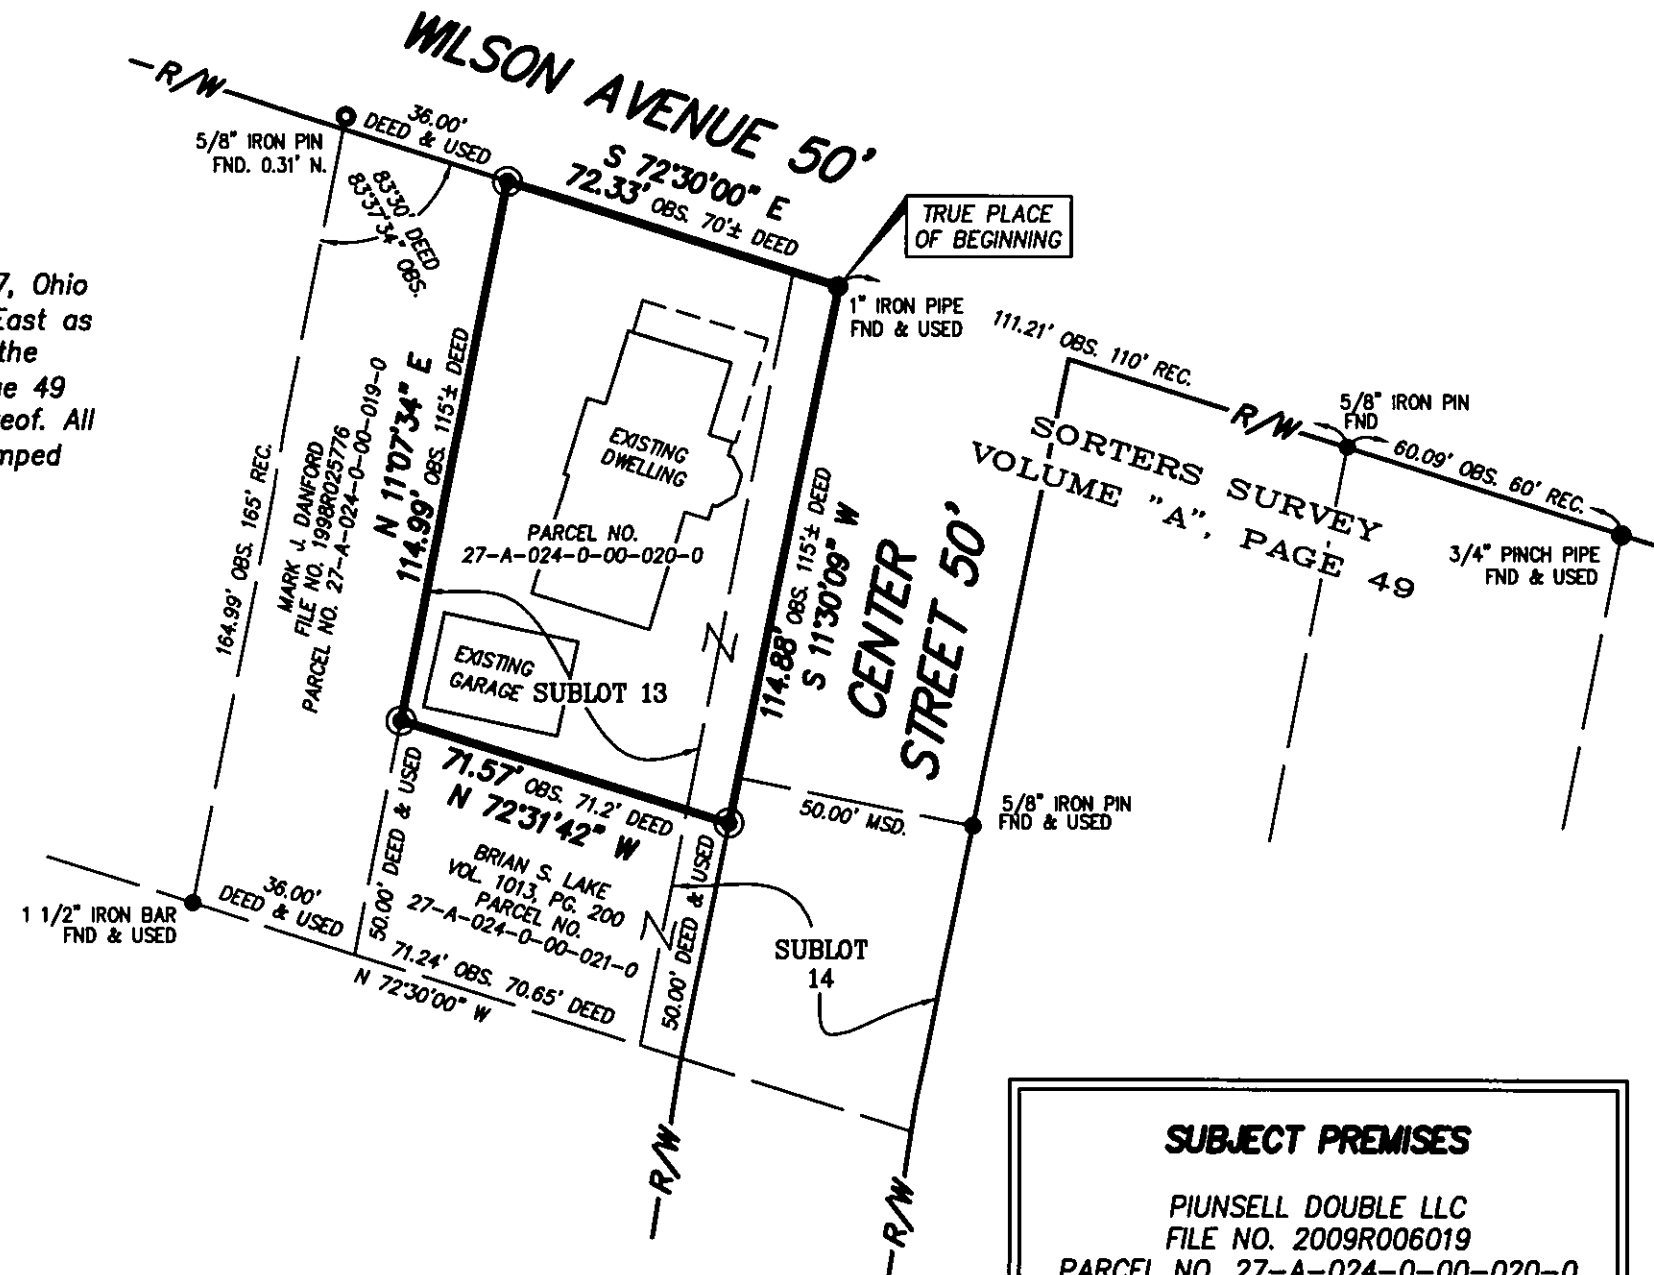 WILSON AVENUE 50'
R/W
36.00'
DEED & USED
5/8" IRON PIN
FND. 0.31' N.
S 72°30'00" E
72.33' OBS. 70'± DEED
TRUE PLACE
OF BEGINNING
83°30' DEED
83°37'34" OBS.
7, Ohio
East as
the
e 49
eof. All
mped
1" IRON PIPE
FND & USED
111.21' OBS. 110' REC.
R/W
5/8" IRON PIN
FND
60.09' OBS. 60' REC.
SORTERS SURVEY
VOLUME "A", PAGE 49
3/4" PINCH PIPE
FND & USED
164.99' OBS. 165' REC.
MARK J. DANFORD
FILE NO. 1998R025776
PARCEL NO. 27-A-024-0-00-019-0
N 11°07'34" E
114.99' OBS. 115'± DEED
EXISTING
DWELLING
PARCEL NO.
27-A-024-0-00-020-0
114.88' OBS. 115'± DEED
S 11°30'09" W
CENTER
STREET 50'
EXISTING
GARAGE
SUBLOT 13
71.57' OBS. 71.2' DEED
N 72°31'42" W
50.00' MSD.
5/8" IRON PIN
FND & USED
50.00' DEED & USED
BRIAN S. LAKE
VOL. 1013, PG. 200
PARCEL NO.
27-A-024-0-00-021-0
50.00' DEED & USED
1 1/2" IRON BAR
FND & USED
36.00'
DEED & USED
71.24' OBS. 70.65' DEED
N 72°30'00" W
SUBLOT
14
R/W
R/W
SUBJECT PREMISES
PIUNSELL DOUBLE LLC
FILE NO. 2009R006019
PARCEL NO. 27-A-024-0-00-020-0